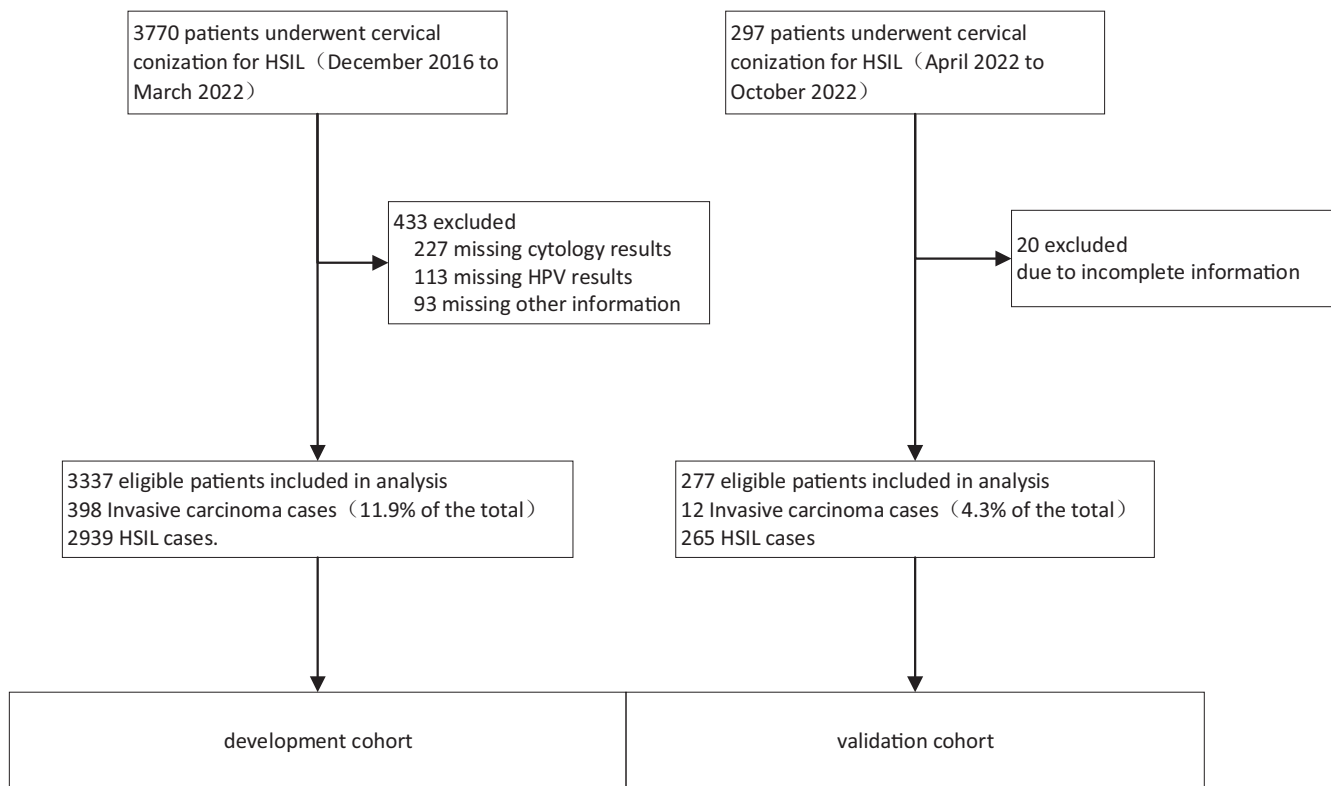 3770 patients underwent cervical
conization for HSIL（December 2016 to
March 2022）
297 patients underwent cervical
conization for HSIL（April 2022 to
October 2022）
433 excluded
227 missing cytology results
113 missing HPV results
93 missing other information
20 excluded
due to incomplete information
3337 eligible patients included in analysis
398 Invasive carcinoma cases（11.9% of the total）
2939 HSIL cases.
277 eligible patients included in analysis
12 Invasive carcinoma cases（4.3% of the total）
265 HSIL cases
development cohort
validation cohort